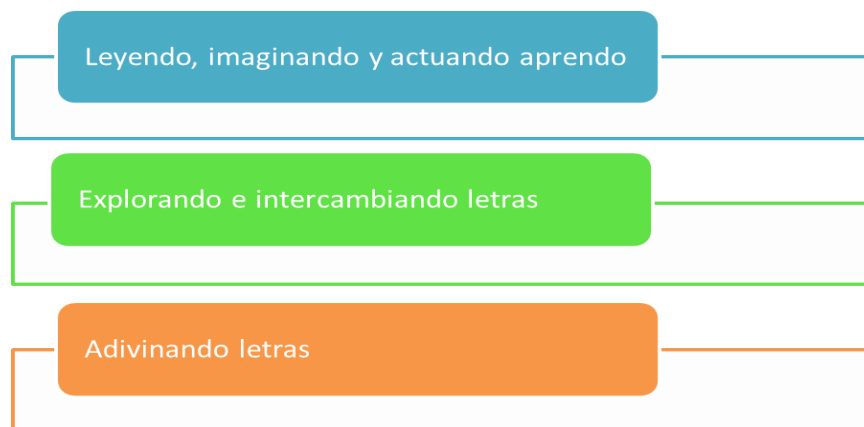 Leyendo, imaginando y actuando aprendo
Explorando e intercambiando letras
Adivinando letras